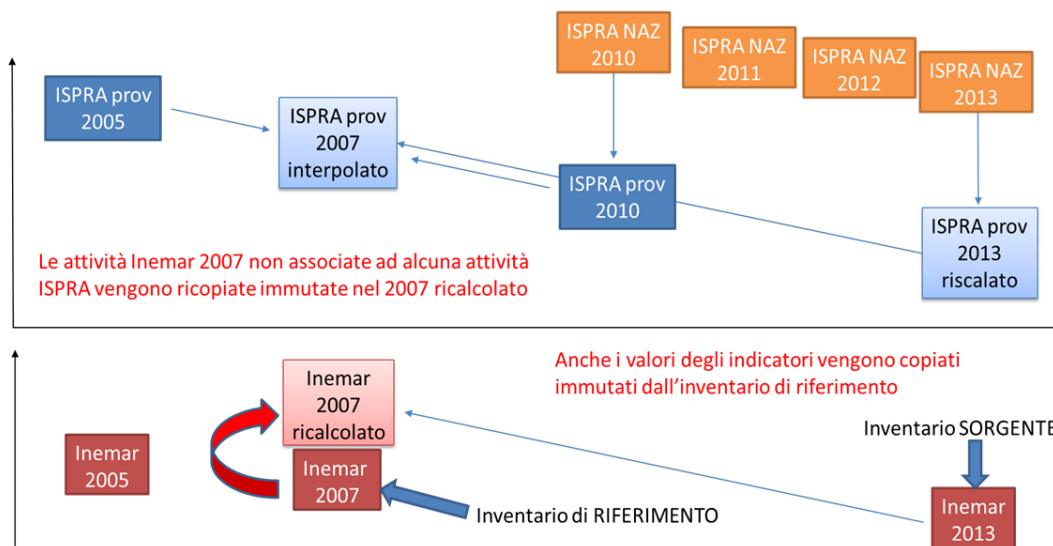 ISPRA NAZ
2010
ISPRA NAZ
2011
ISPRA NAZ
2012
ISPRA NAZ
2013
ISPRA prov
2005
ISPRA prov
2007
interpolato
ISPRA prov
2010
ISPRA prov
2013
riscalato
Le attività Inemar 2007 non associate ad alcuna attività
ISPRA vengono ricopiate immutate nel 2007 ricalcolato
Anche i valori degli indicatori vengono copiati
immutati dall’inventario di riferimento
Inemar
2007
ricalcolato
Inventario SORGENTE
Inemar
2005
Inemar
2007
Inventario di RIFERIMENTO
Inemar
2013